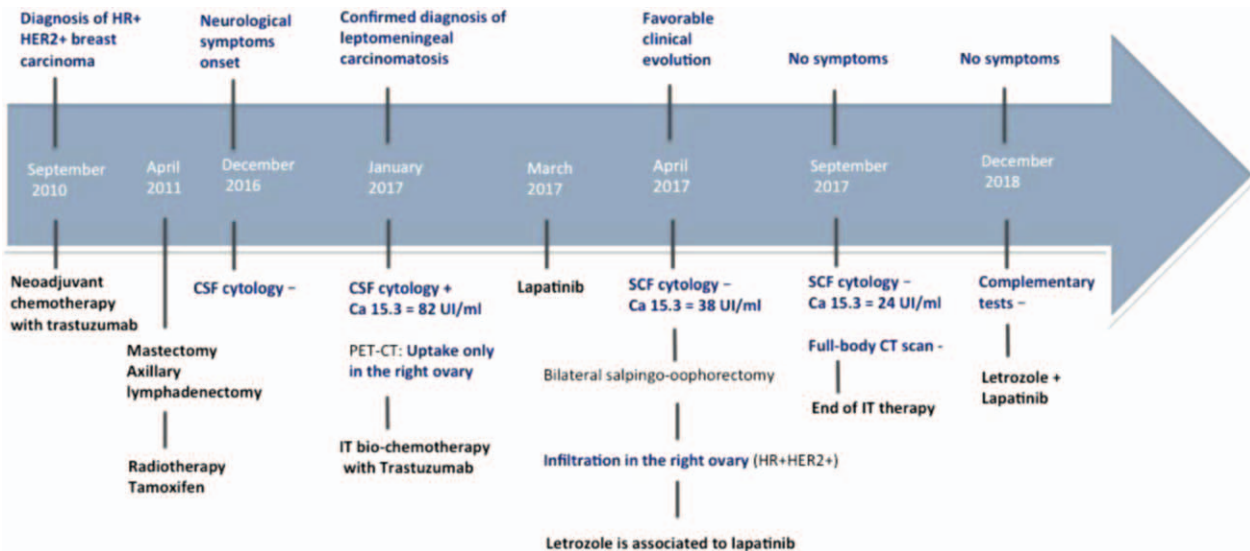 Diagnosis of HR+
HER2+ breast
carcinoma
Neurological
symptoms
onset
Confirmed diagnosis of
leptomeningeal
carcinomatosis
Favorable
clinical
evolution
No symptoms
No symptoms
September
2010
April
2011
December
2016
January
2017
March
2017
April
2017
September
2017
December
2018
Neoadjuvant
chemotherapy
with trastuzumab
Mastectomy
Axillary
lymphadenectomy
Radiotherapy
Tamoxifen
CSF cytology –
CSF cytology +
Ca 15.3 = 82 UI/ml
PET-CT: Uptake only
in the right ovary
IT bio-chemotherapy
with Trastuzumab
Lapatinib
SCF cytology –
Ca 15.3 = 38 UI/ml
Bilateral salpingo-oophorectomy
Infiltration in the right ovary (HR+HER2+)
Letrozole is associated to lapatinib
SCF cytology –
Ca 15.3 = 24 UI/ml
Full-body CT scan -
End of IT therapy
Complementary
tests –
Letrozole +
Lapatinib